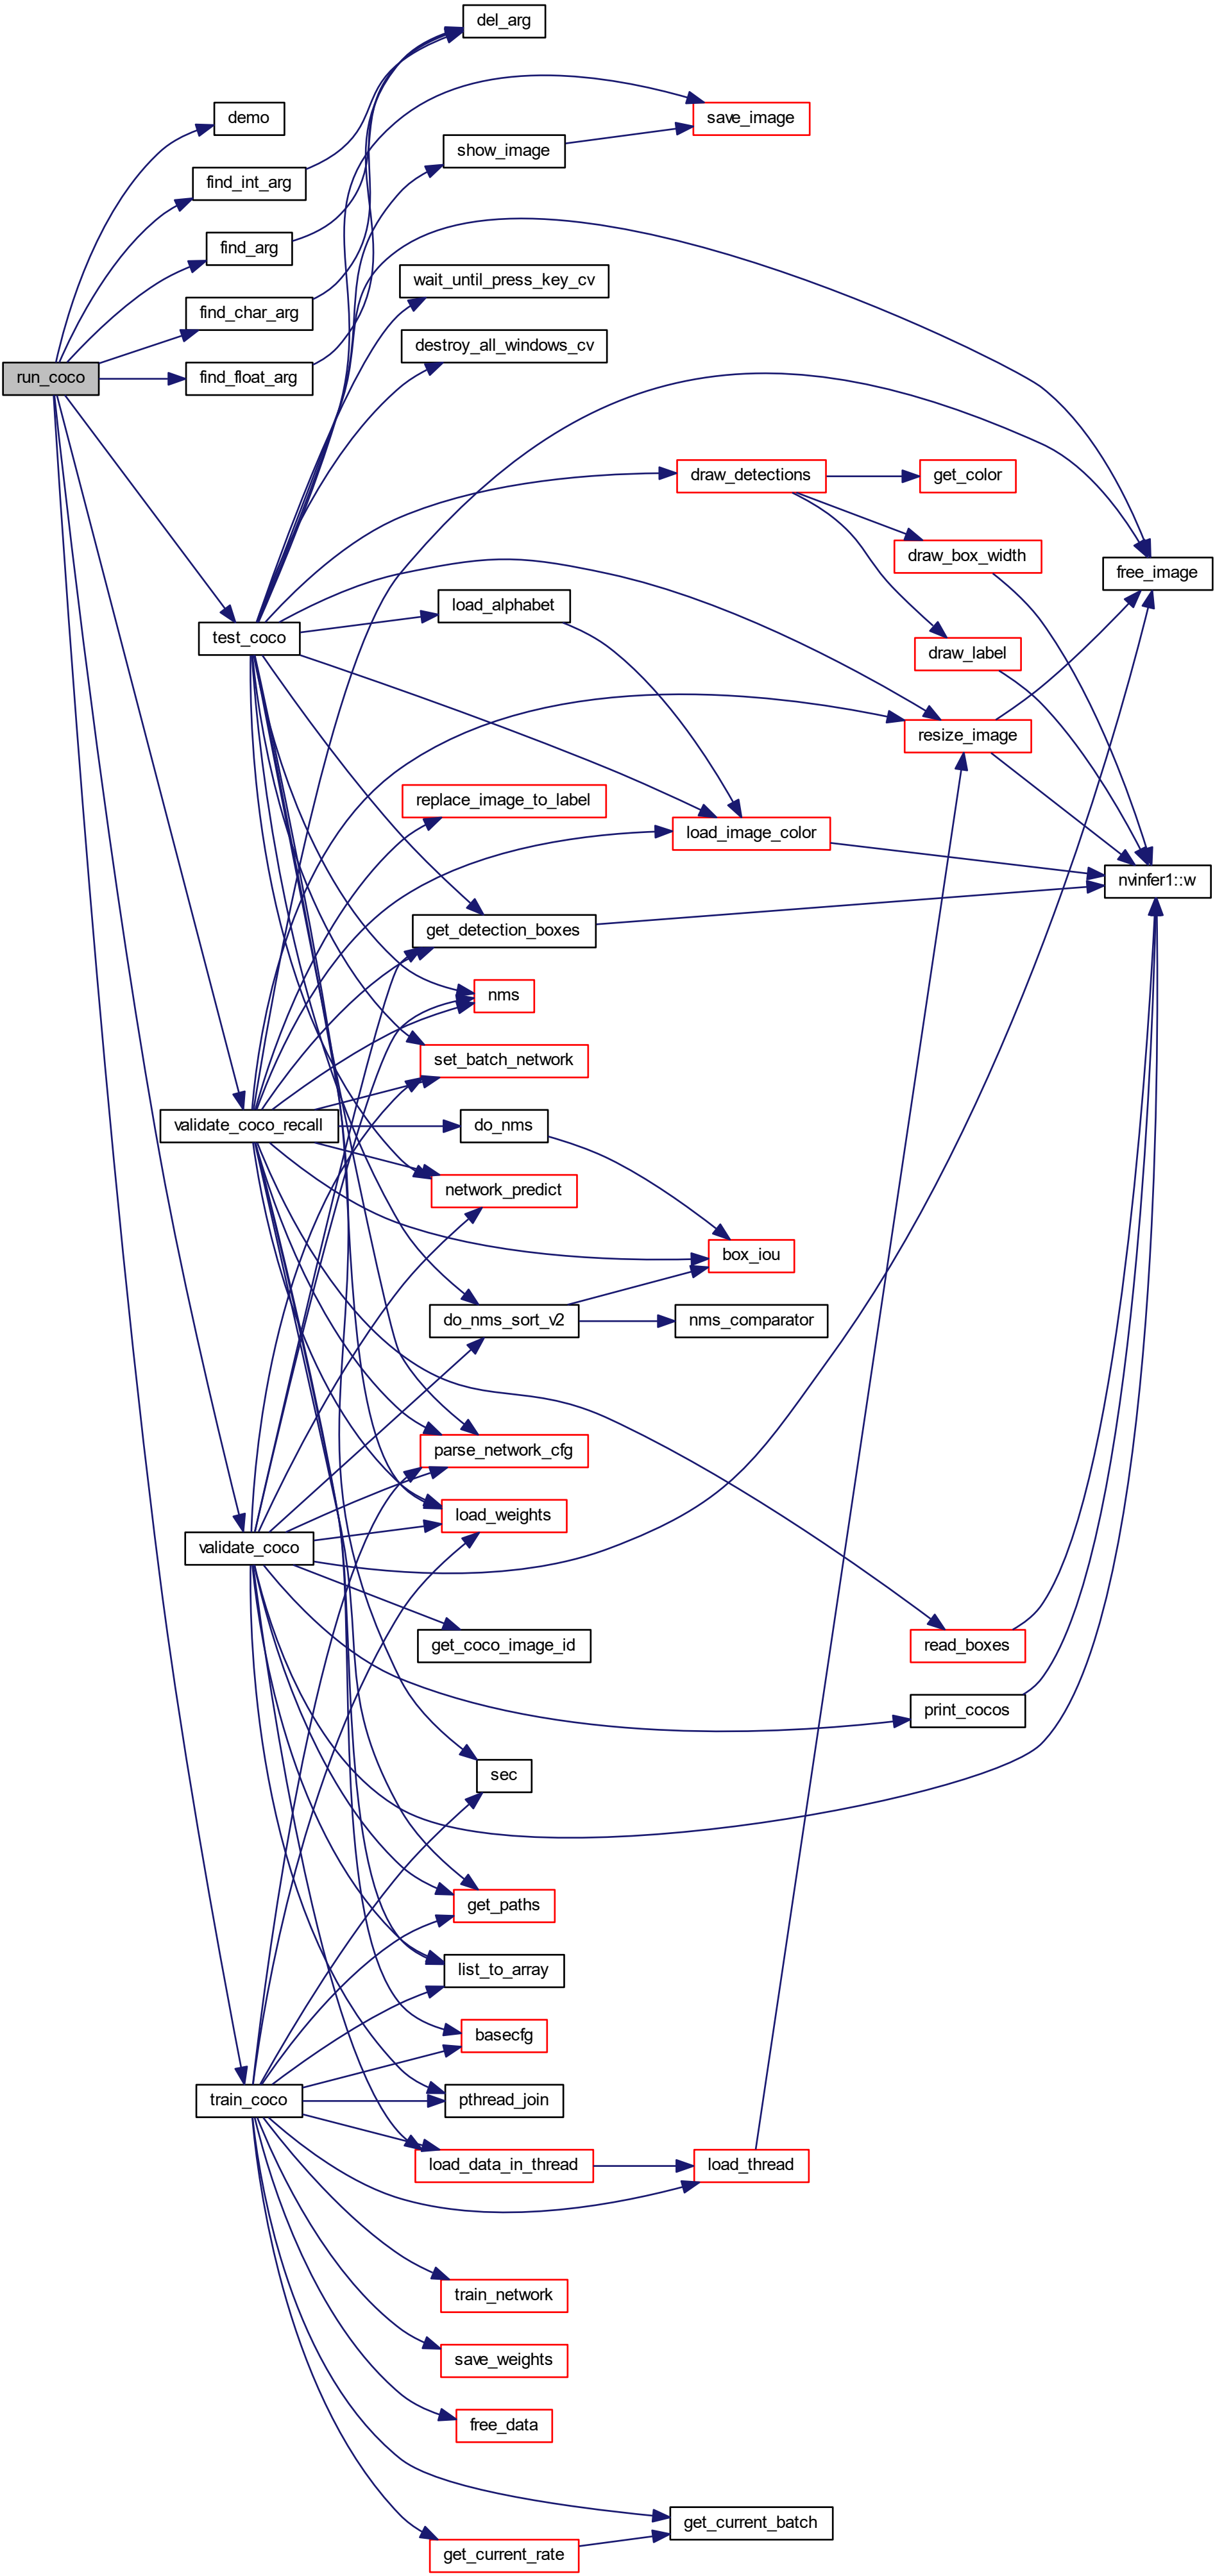 del_arg
demo
save_image
show_image
find_int_arg
find_arg
wait_until_press_key_cv
find_char_arg
destroy_all_windows_cv
run_coco
find_float_arg
draw_detections
get_color
draw_box_width
free_image
load_alphabet
test_coco
draw_label
resize_image
replace_image_to_label
load_image_color
nvinfer1::w
get_detection_boxes
nms
set_batch_network
validate_coco_recall
do_nms
network_predict
box_iou
do_nms_sort_v2
nms_comparator
parse_network_cfg
load_weights
validate_coco
get_coco_image_id
read_boxes
print_cocos
sec
get_paths
list_to_array
basecfg
train_coco
pthread_join
load_data_in_thread
load_thread
train_network
save_weights
free_data
get_current_batch
get_current_rate